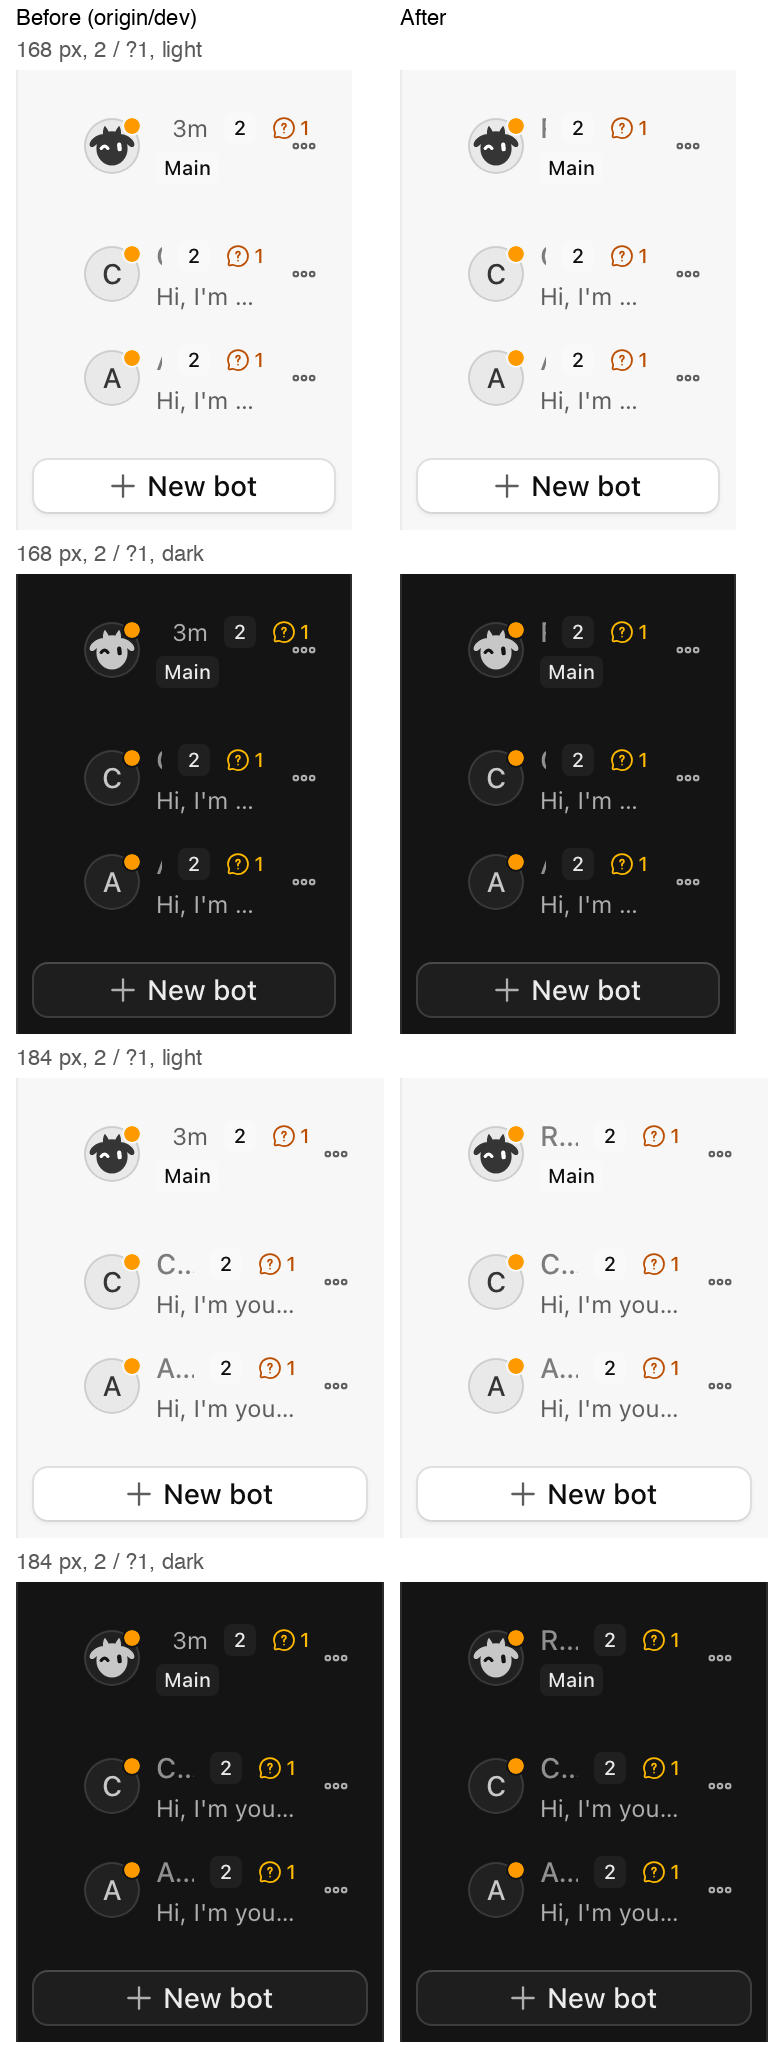 Before (origin/dev)
After
168 px, 2 / ?1, light
3m 2 ?1
Main
C
2 ?1
Hi, I'm ...
A
2 ?1
Hi, I'm ...
+ New bot
2 ?1
Main
C
2 ?1
Hi, I'm ...
A
2 ?1
Hi, I'm ...
+ New bot
168 px, 2 / ?1, dark
3m 2 ?1
Main
C
2 ?1
Hi, I'm ...
A
2 ?1
Hi, I'm ...
+ New bot
2 ?1
Main
C
2 ?1
Hi, I'm ...
A
2 ?1
Hi, I'm ...
+ New bot
184 px, 2 / ?1, light
3m 2 ?1
Main
C
C.. 2 ?1
Hi, I'm you...
A
A... 2 ?1
Hi, I'm you...
+ New bot
R... 2 ?1
Main
C
C.. 2 ?1
Hi, I'm you...
A
A... 2 ?1
Hi, I'm you...
+ New bot
184 px, 2 / ?1, dark
3m 2 ?1
Main
C
C.. 2 ?1
Hi, I'm you...
A
A... 2 ?1
Hi, I'm you...
+ New bot
R... 2 ?1
Main
C
C.. 2 ?1
Hi, I'm you...
A
A... 2 ?1
Hi, I'm you...
+ New bot